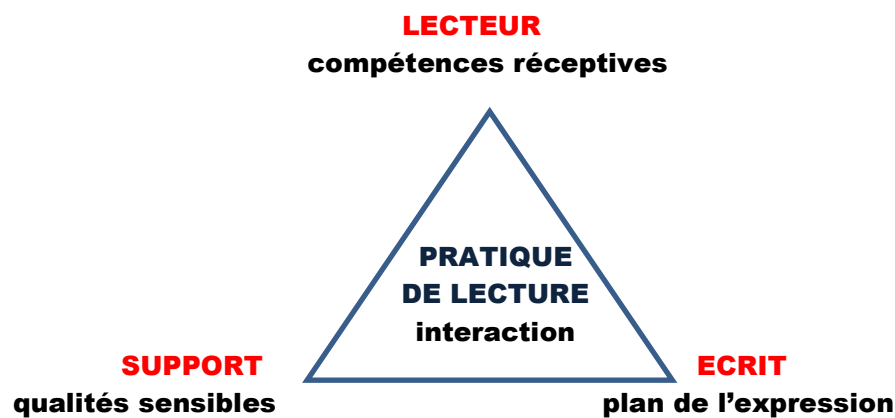 LECTEUR
compétences réceptives
PRATIQUE
DE LECTURE
interaction
SUPPORT
qualités sensibles
ECRIT
plan de l’expression